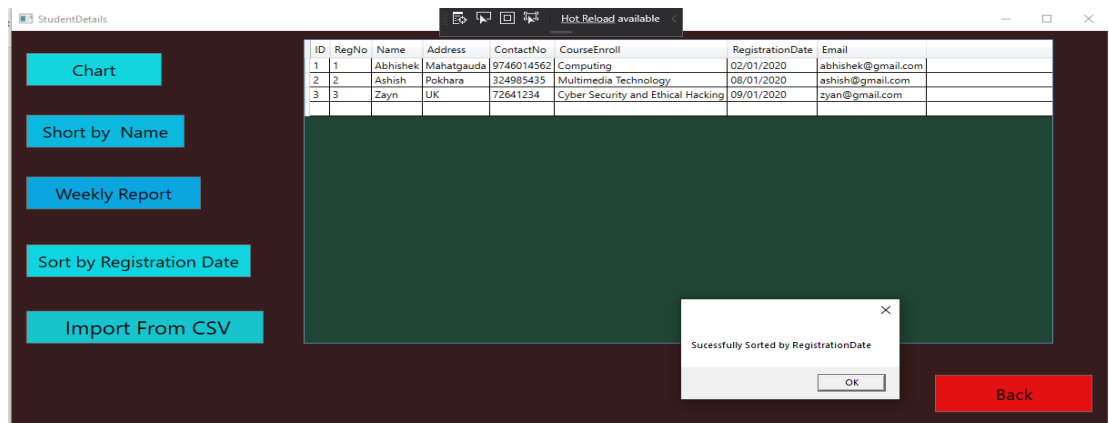 StudentDetails
Hot Reload available
Chart
Short by Name
Weekly Report
Sort by Registration Date
Import From CSV
ID RegNo Name Address ContactNo CourseEnroll RegistrationDate Email
1 1 Abhishek Mahatgauda 9746014562 Computing 02/01/2020 abhishek@gmail.com
2 2 Ashish Pokhara 324985435 Multimedia Technology 08/01/2020 ashish@gmail.com
3 3 Zayn UK 72641234 Cyber Security and Ethical Hacking 09/01/2020 zyan@gmail.com
Sucessfully Sorted by RegistrationDate
OK
Back